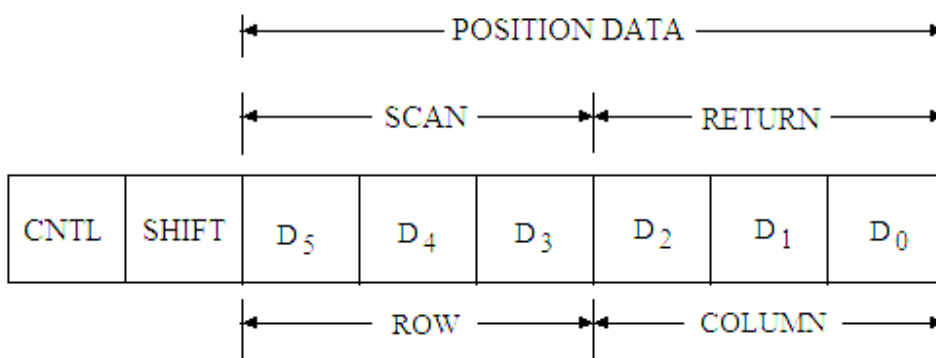 POSITION DATA
SCAN RETURN
CNTL SHIFT D5 D4 D3 D2 D1 D0
ROW COLUMN